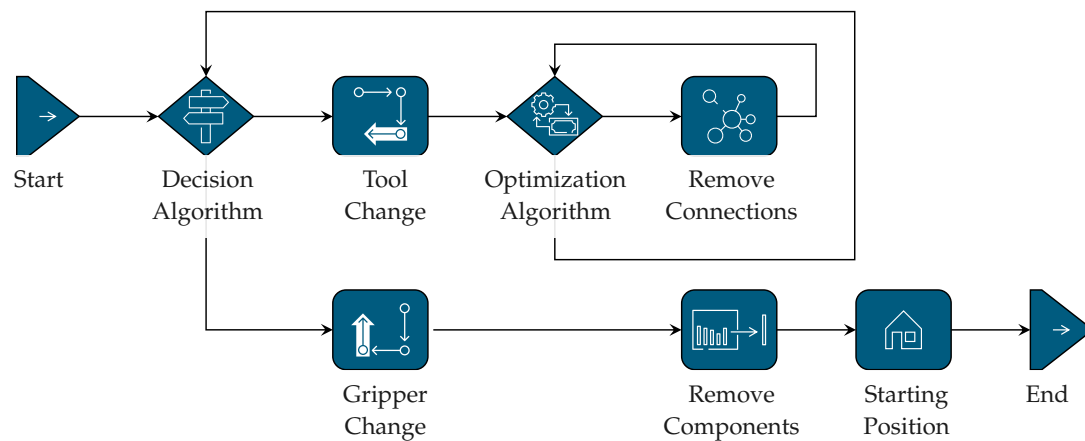 Start
Decision
Algorithm
Tool
Change
Optimization
Algorithm
Remove
Connections
Gripper
Change
Remove
Components
Starting
Position
End